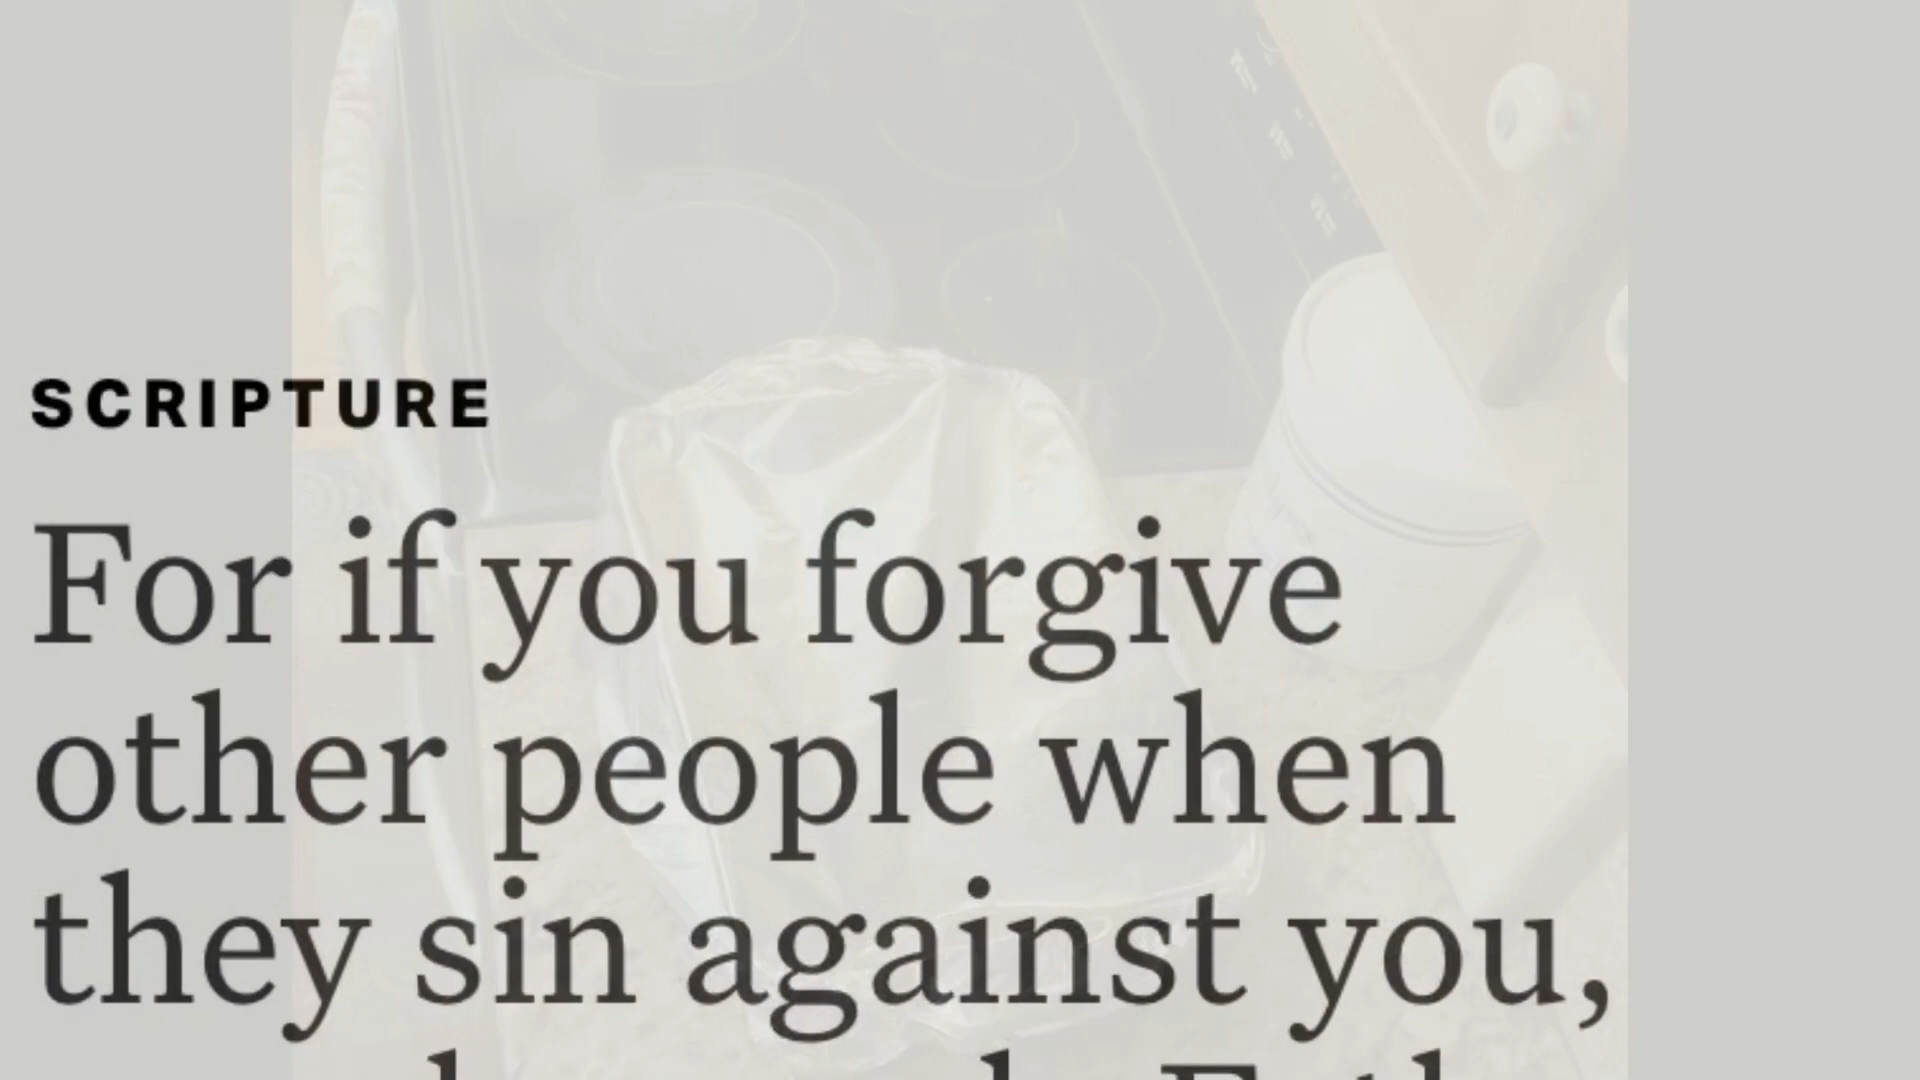 SCRIPTURE
For if you forgive
other people when
they sin against you,